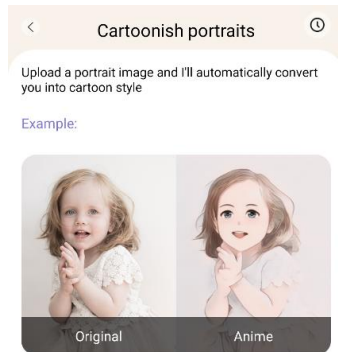 Cartoonish portraits
Upload a portrait image and I'll automatically convert
you into cartoon style
Example:
Original
Anime